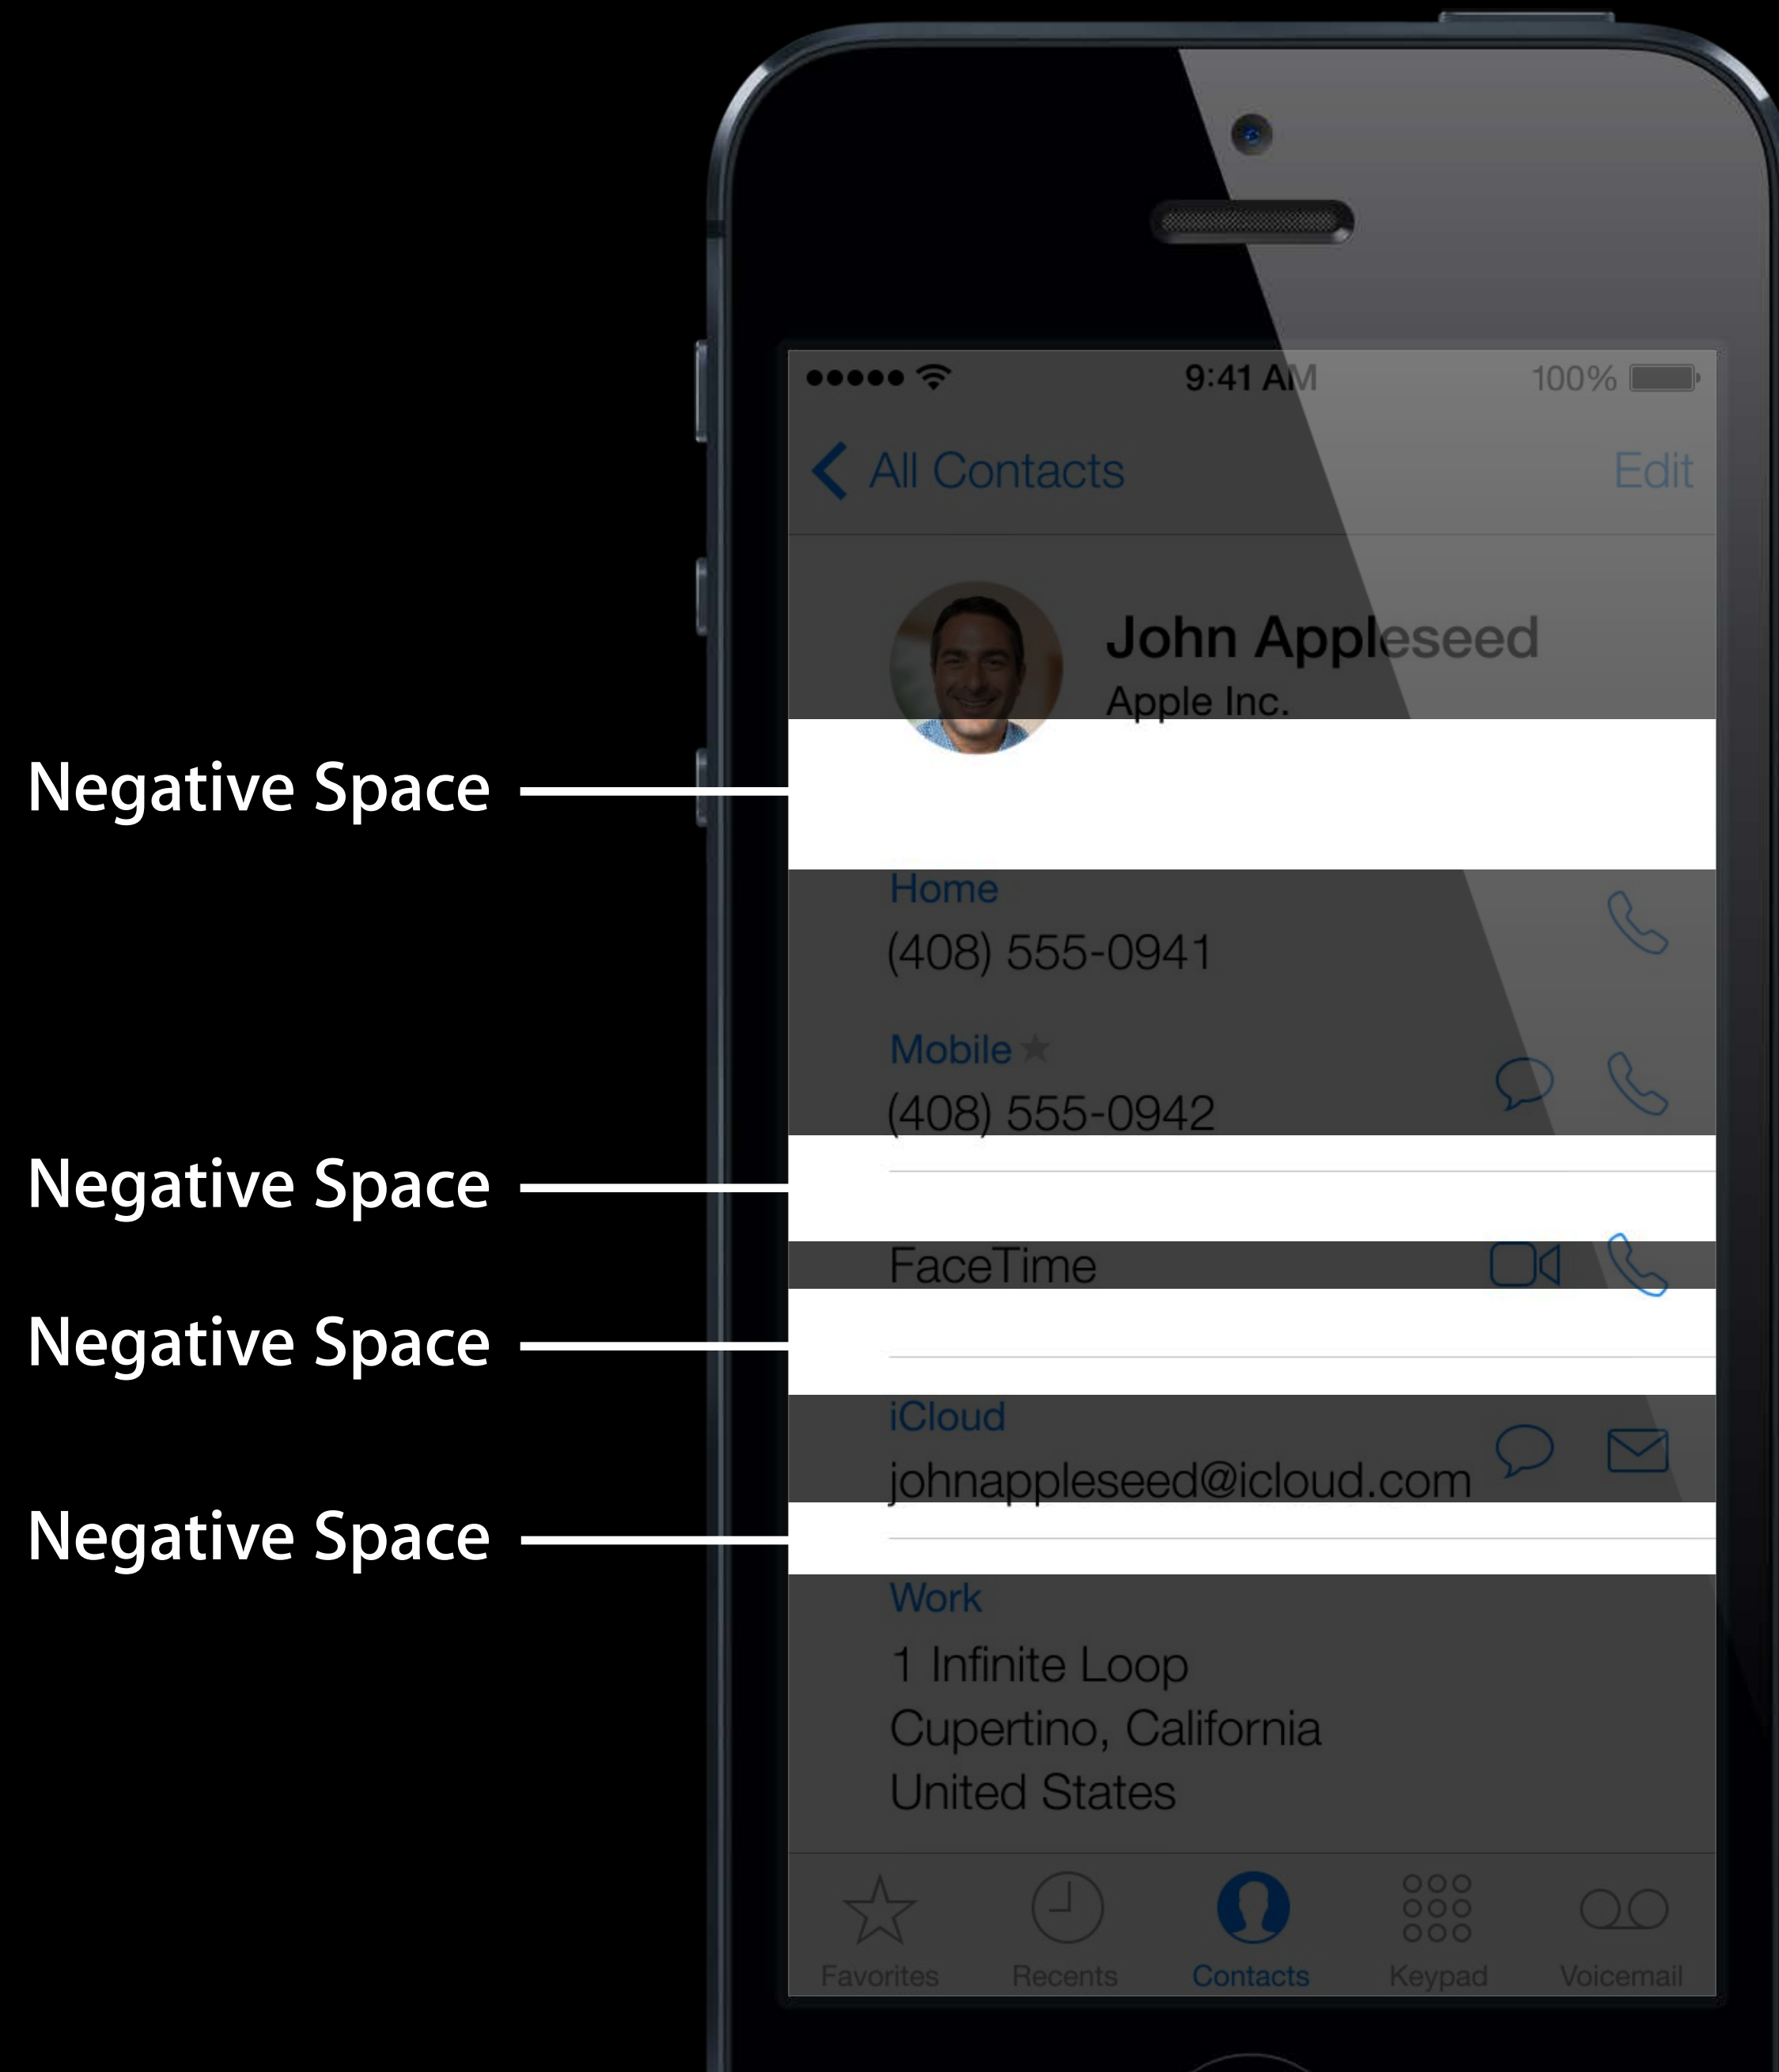 9:41 AM 100%
All Contacts Edit
John Appleseed
Apple Inc.
Negative Space
Home
(408) 555-0941
Mobile
(408) 555-0942
Negative Space
FaceTime
Negative Space
iCloud
johnappleseed@icloud.com
Negative Space
Work
1 Infinite Loop
Cupertino, California
United States
Favorites Recents Contacts Keypad Voicemail